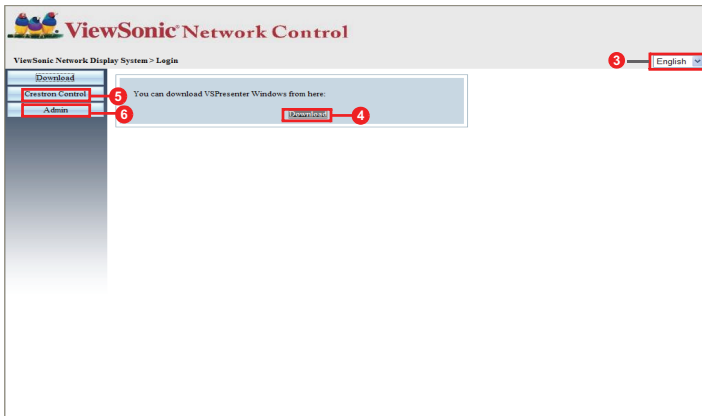 ViewSonic® Network Control
ViewSonic Network Display System > Login
3
English
Download
Crestron Control
5
Admin
6
You can download VSPresenter Windows from here:
Download
4